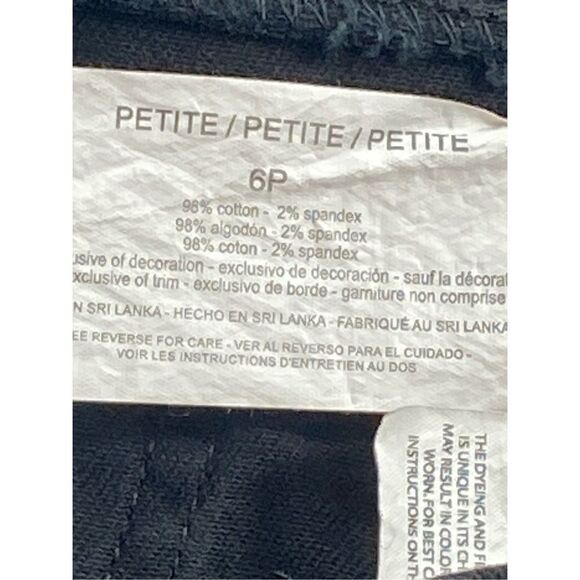 PETITE / PETITE / PETITE
6P
98% cotton - 2% spandex
98% algodón - 2% spandex
98% coton - 2% spandex
usive of decoration - exclusivo de decoración - sauf la décorat
xclusive of trim - exclusivo de borde - garniture non comprise
N SRI LANKA - HECHO EN SRI LANKA - FABRIQUÉ AU SRI LANKA
EE REVERSE FOR CARE - VER AL REVERSO PARA EL CUIDADO -
VOIR LES INSTRUCTIONS D'ENTRETIEN AU DOS
THE DYEING AND FI
IS UNIQUE IN ITS CH
MAY RESULT IN COLOR
WORN. FOR BEST C
INSTRUCTIONS ON TH